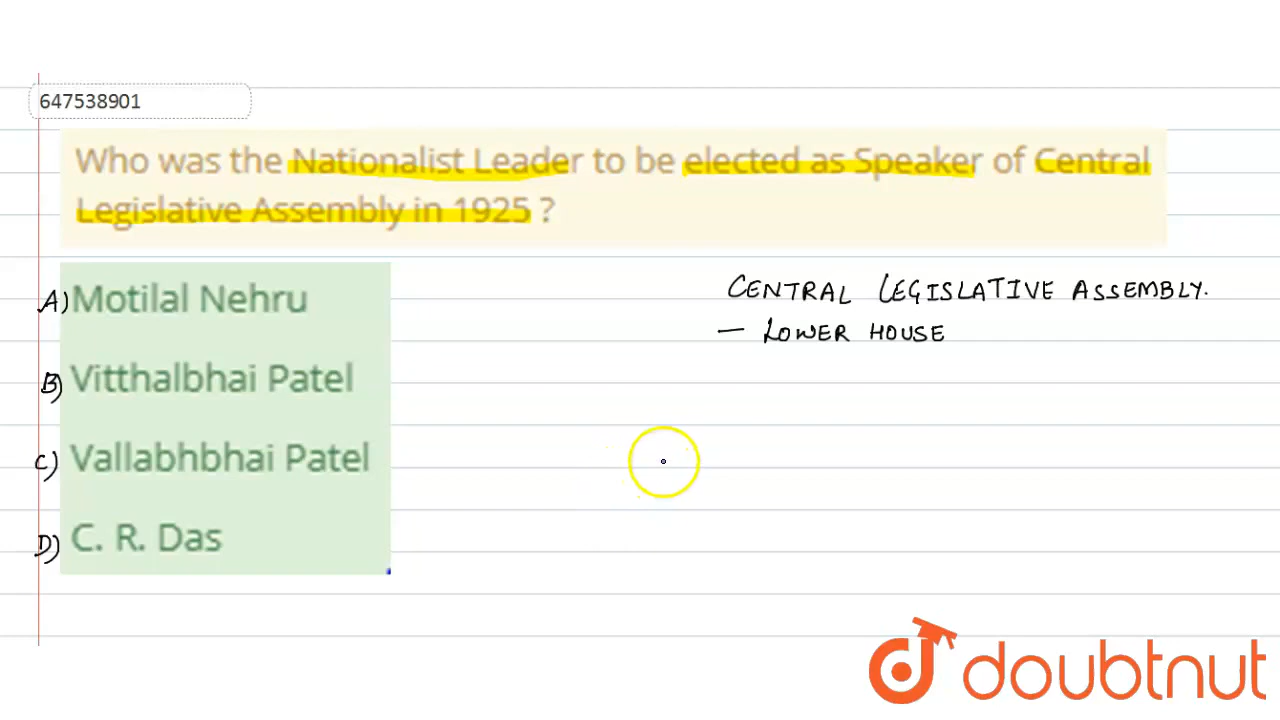 647538901
Who was the Nationalist Leader to be elected as Speaker of Central
Legislative Assembly in 1925 ?
A) Motilal Nehru
B) Vitthalbhai Patel
C) Vallabhbhai Patel
D) C. R. Das
CENTRAL LEGISLATIVE ASSEMBLY.
— LOWER HOUSE
doubtnut